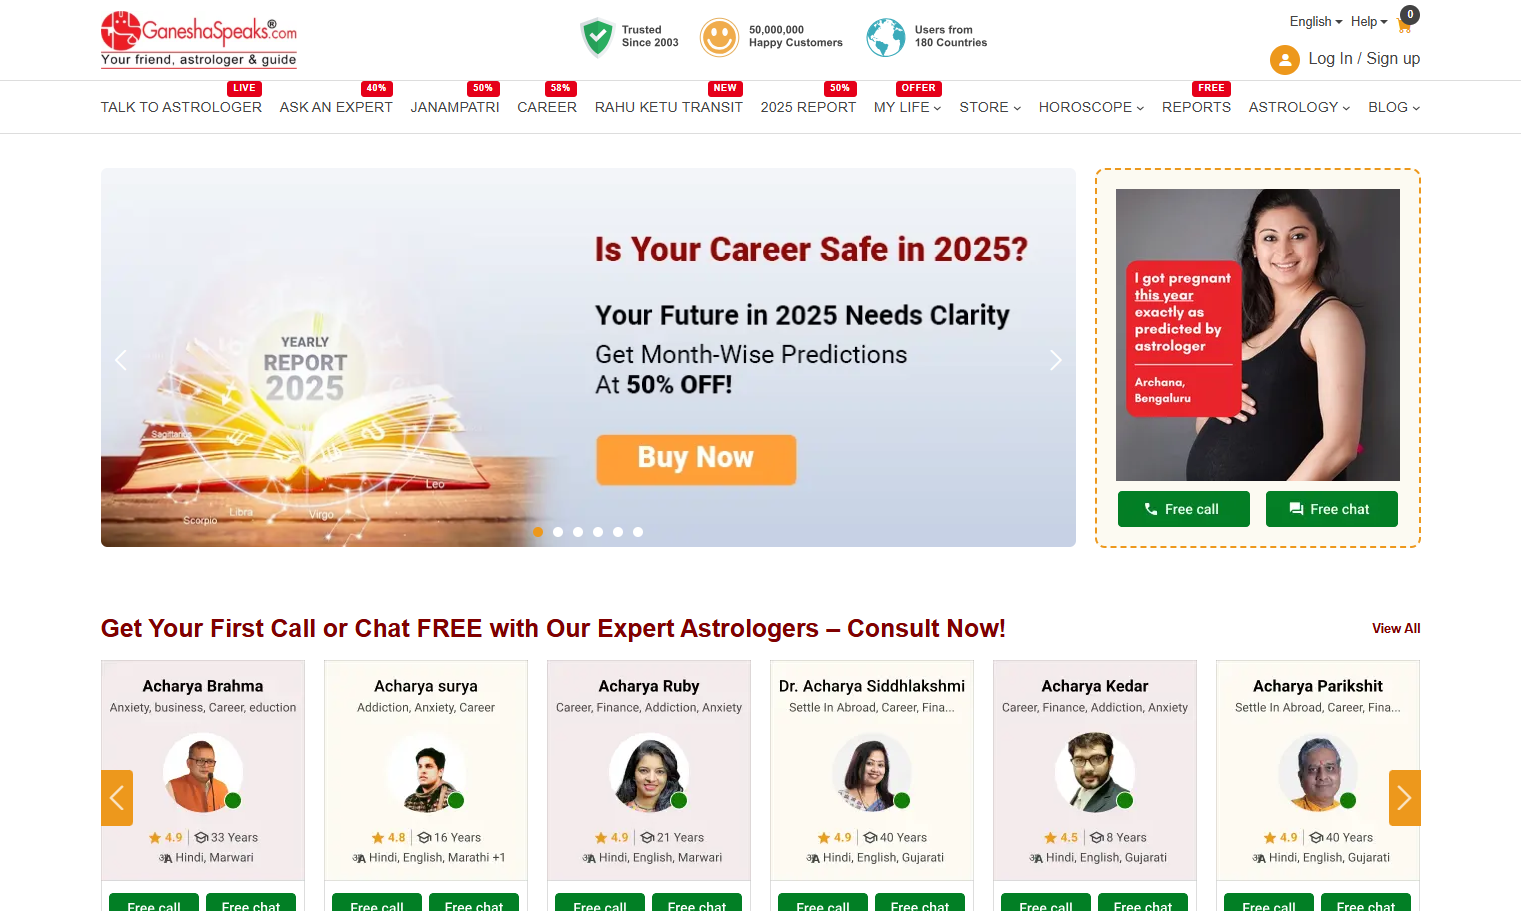 GaneshaSpeaks.com®
Your friend, astrologer & guide
Trusted
Since 2003
50,000,000
Happy Customers
Users from
180 Countries
English
Help
0
Log In / Sign up
LIVE
40%
50%
58%
NEW
50%
OFFER
FREE
TALK TO ASTROLOGER
ASK AN EXPERT
JANAMPATRI
CAREER
RAHU KETU TRANSIT
2025 REPORT
MY LIFE
STORE
HOROSCOPE
REPORTS
ASTROLOGY
BLOG
YEARLY
REPORT
2025
Sagittarius
Scorpio
Libra
Virgo
Leo
Is Your Career Safe in 2025?
Your Future in 2025 Needs Clarity
Get Month-Wise Predictions
At 50% OFF!
Buy Now
I got pregnant
this year
exactly as
predicted by
astrologer
Archana,
Bengaluru
Free call
Free chat
Get Your First Call or Chat FREE with Our Expert Astrologers – Consult Now!
View All
Acharya Brahma
Anxiety, business, Career, eduction
4.9
33 Years
Hindi, Marwari
Free call
Free chat
Acharya surya
Addiction, Anxiety, Career
4.8
16 Years
Hindi, English, Marathi +1
Free call
Free chat
Acharya Ruby
Career, Finance, Addiction, Anxiety
4.9
21 Years
Hindi, English, Marwari
Free call
Free chat
Dr. Acharya Siddhlakshmi
Settle In Abroad, Career, Fina...
4.9
40 Years
Hindi, English, Gujarati
Free call
Free chat
Acharya Kedar
Career, Finance, Addiction, Anxiety
4.5
8 Years
Hindi, English, Gujarati
Free call
Free chat
Acharya Parikshit
Settle In Abroad, Career, Fina...
4.9
40 Years
Hindi, English, Gujarati
Free call
Free chat